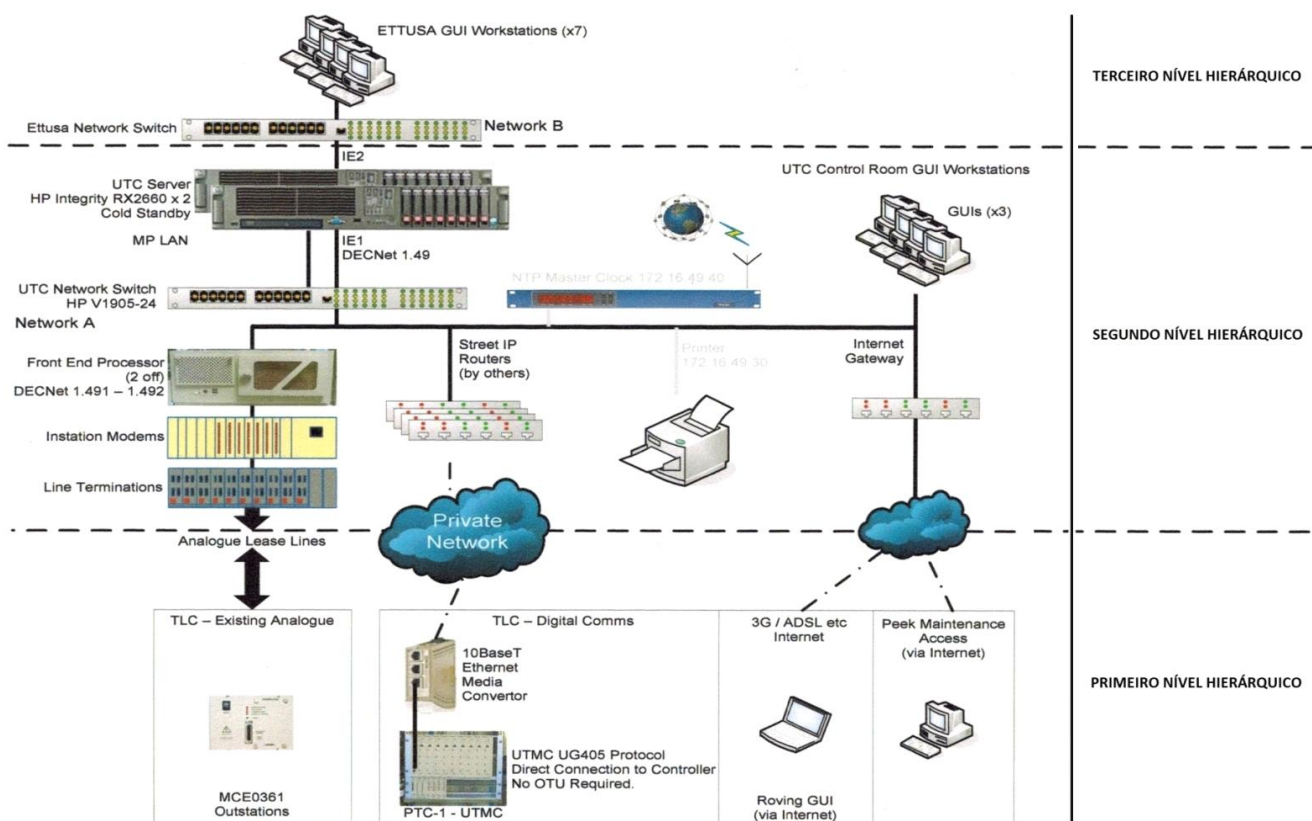 ETTUSA GUI Workstations (x7)
TERCEIRO NÍVEL HIERÁRQUICO
Ettusa Network Switch
Network B
IE2
UTC Server
HP Integrity RX2660 x 2
Cold Standby
MP LAN
IE1
DECNet 1.49
UTC Control Room GUI Workstations
GUIs (x3)
NTP Master Clock 172.16.49.40
UTC Network Switch
HP V1905-24
Network A
SEGUNDO NÍVEL HIERÁRQUICO
Front End Processor
(2 off)
DECNet 1.491 – 1.492
Street IP
Routers
(by others)
Printer
172.16.49.30
Internet
Gateway
Instation Modems
Line Terminations
Private
Network
Analogue Lease Lines
TLC – Existing Analogue
MCE0361
Outstations
TLC – Digital Comms
10BaseT
Ethernet
Media
Convertor
UTMC UG405 Protocol
Direct Connection to Controller
No OTU Required.
PTC-1 - UTMC
3G / ADSL etc
Internet
Roving GUI
(via Internet)
Peek Maintenance
Access
(via Internet)
PRIMEIRO NÍVEL HIERÁRQUICO